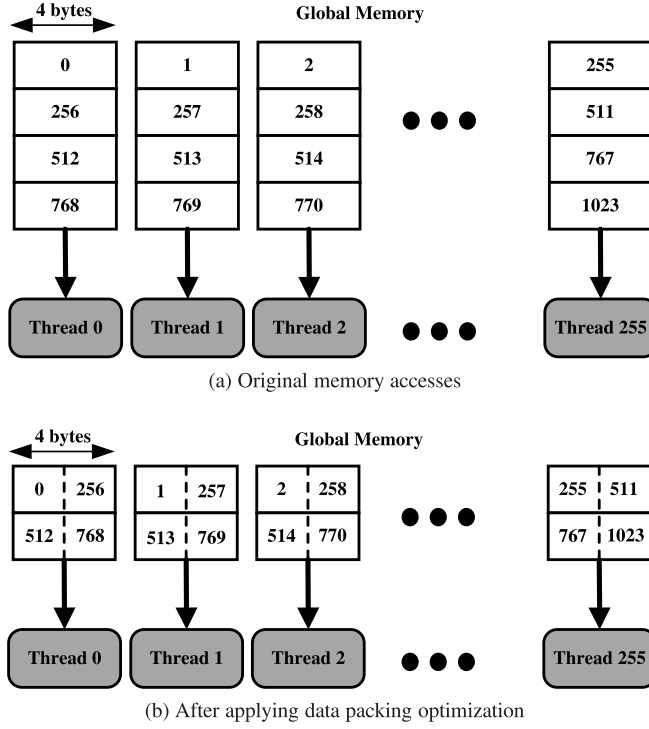 4 bytes
Global Memory
0 1 2 255
256 257 258 511
512 513 514 767
768 769 770 1023
Thread 0 Thread 1 Thread 2 Thread 255
(a) Original memory accesses
4 bytes
Global Memory
0 256 1 257 2 258 255 511
512 768 513 769 514 770 767 1023
Thread 0 Thread 1 Thread 2 Thread 255
(b) After applying data packing optimization